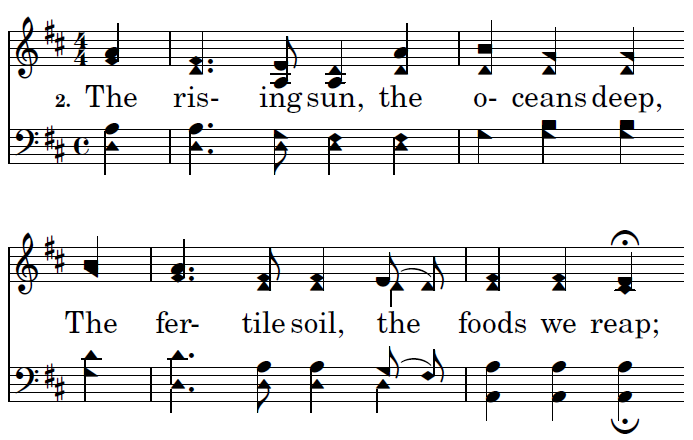 2. The ris- ing sun, the o- ceans deep,
The fer- tile soil, the foods we reap;